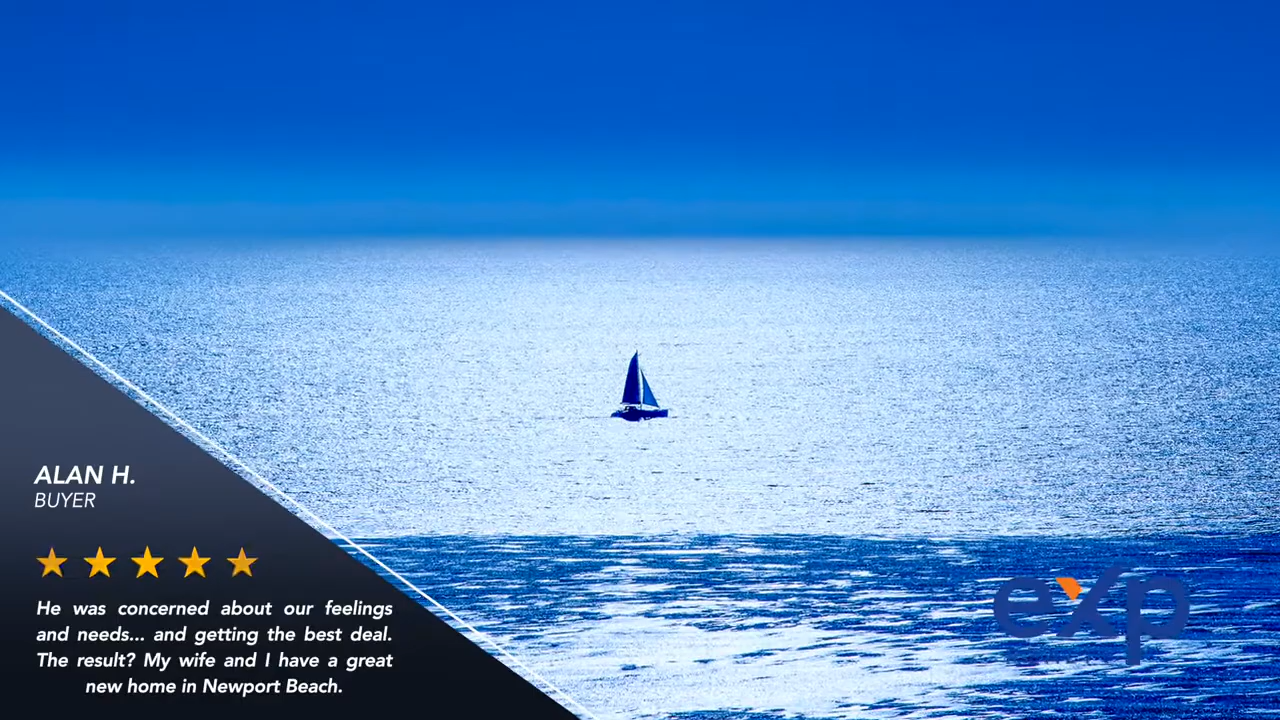 ALAN H.
BUYER
He was concerned about our feelings
and needs... and getting the best deal.
The result? My wife and I have a great
new home in Newport Beach.
exp